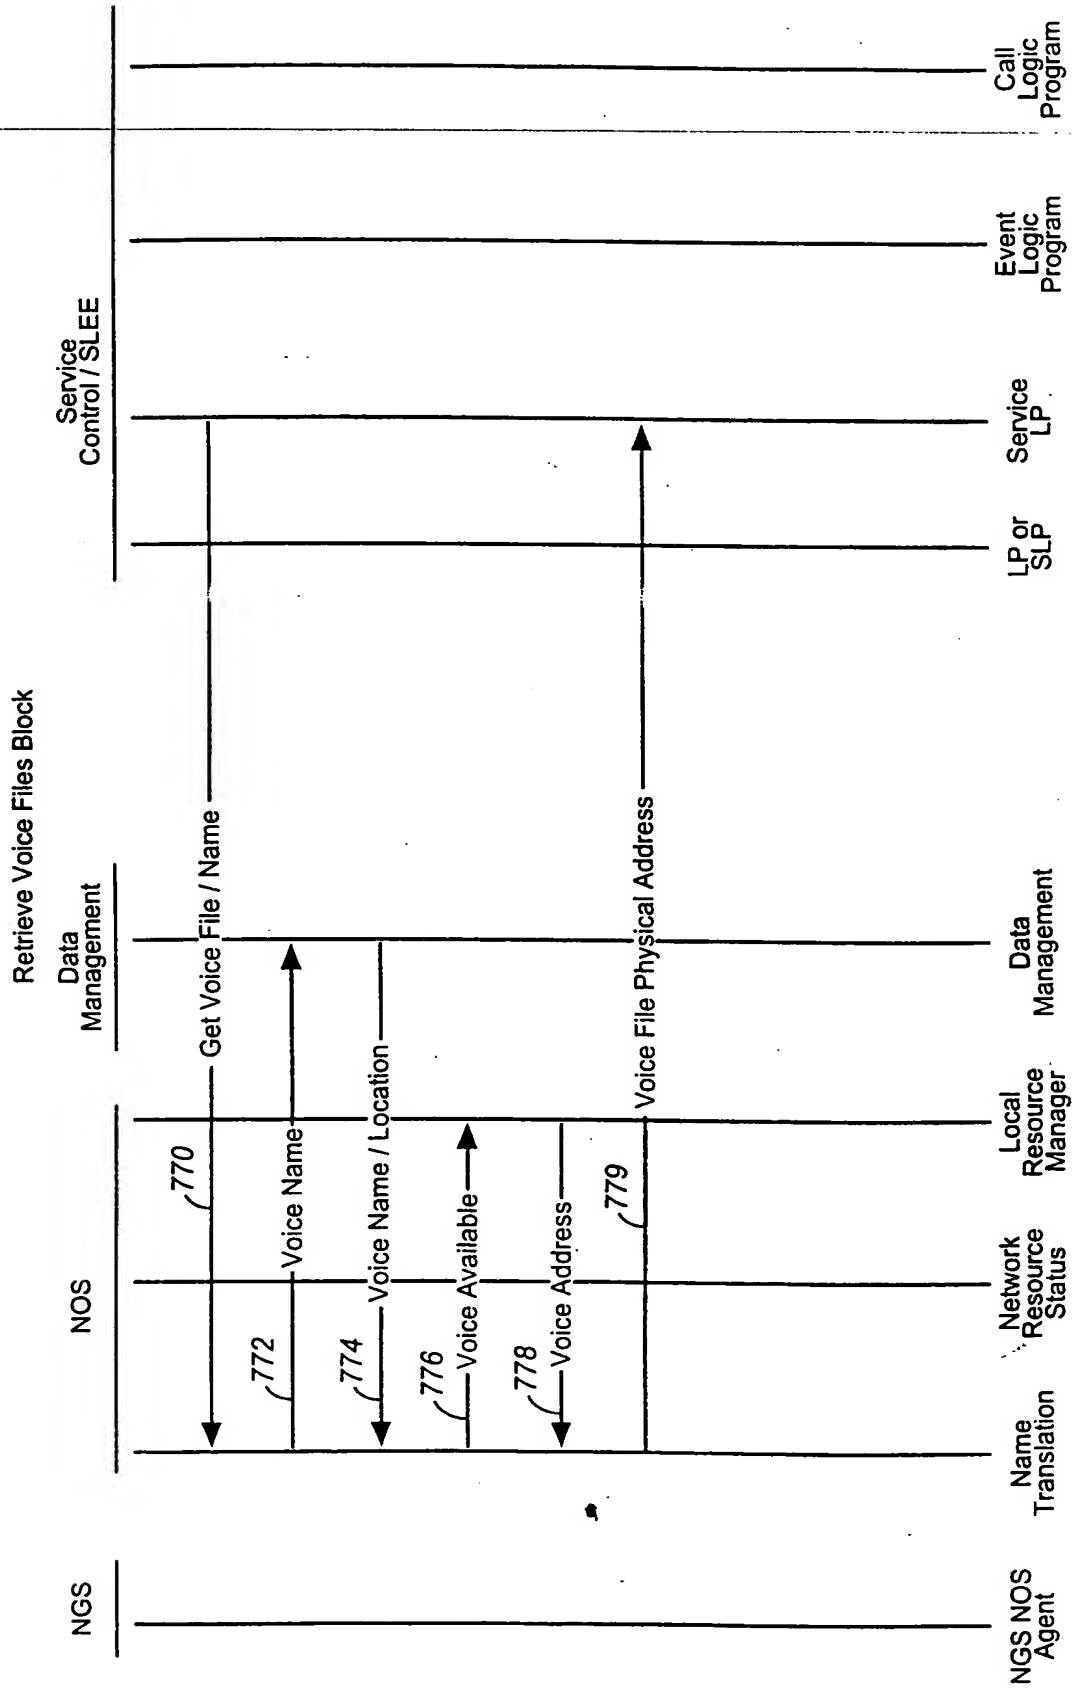 Retrieve Voice Files Block
NGS
NOS
Data
Management
Service
Control / SLEE
770
Get Voice File / Name
772
Voice Name
774
Voice Name / Location
776
Voice Available
778
Voice Address
779
Voice File Physical Address
NGS NOS
Agent
Name
Translation
Network
Resource
Status
Local
Resource
Manager
Data
Management
LP or
SLP
Service
LP
Event
Logic
Program
Call
Logic
Program